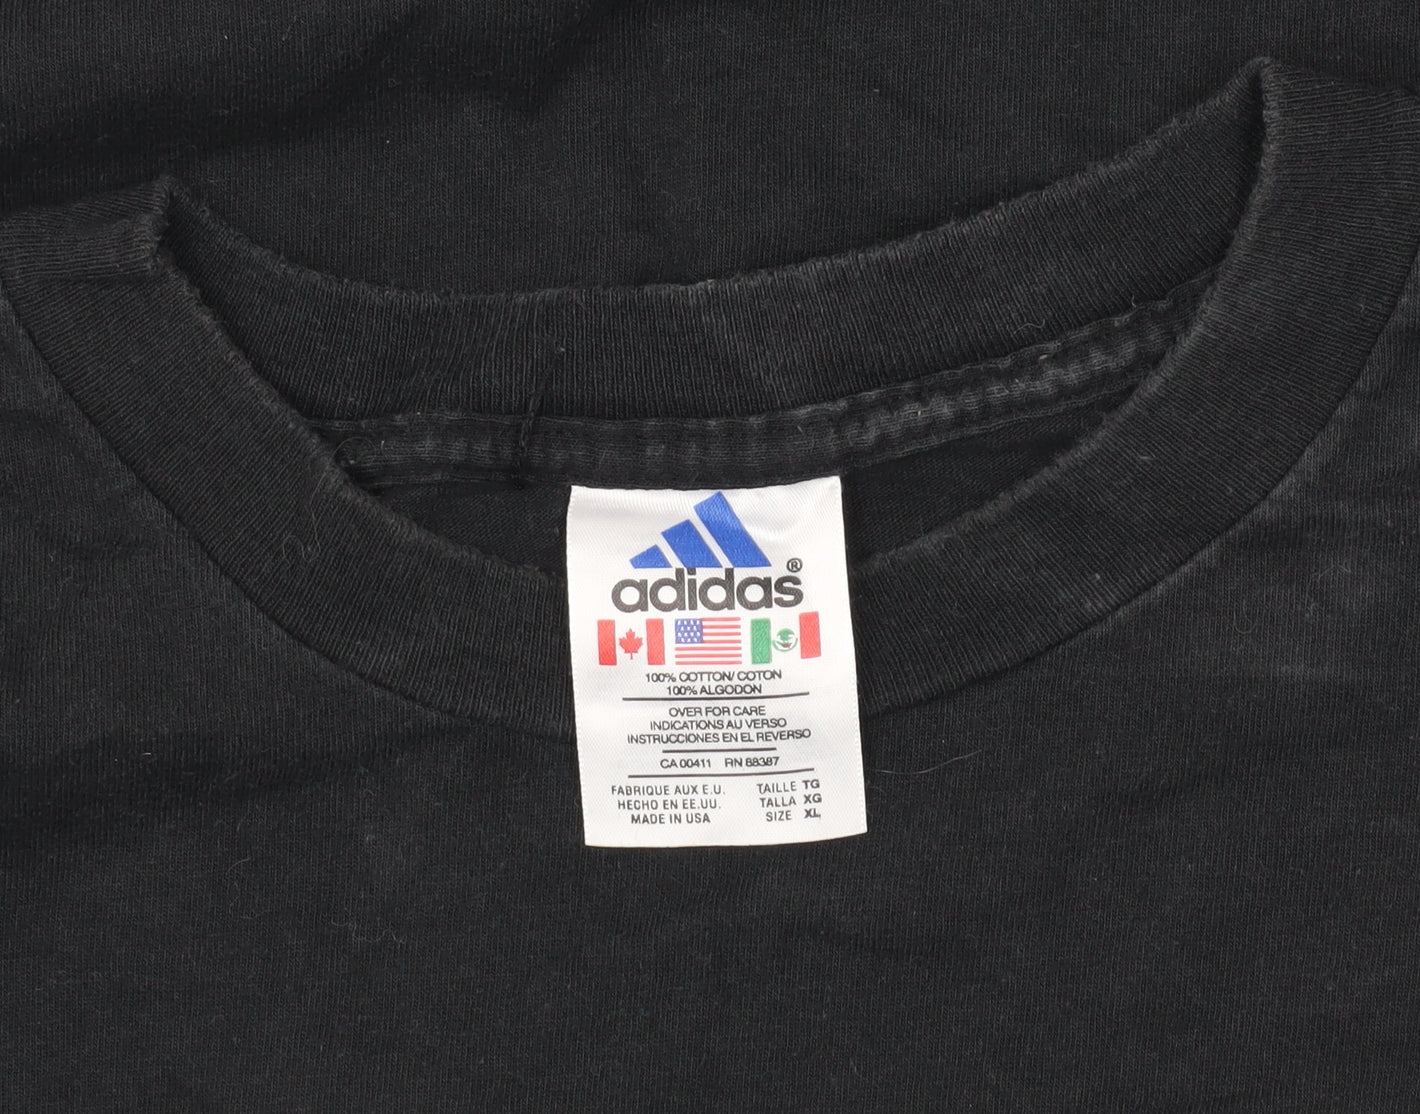 adidas®
100% COTTON/ COTON
100% ALGODON
OVER FOR CARE
INDICATIONS AU VERSO
INSTRUCCIONES EN EL REVERSO
CA 00411 RN 88387
FABRIQUE AUX E.U. TAILLE TG
HECHO EN EE.UU. TALLA XG
MADE IN USA SIZE XL